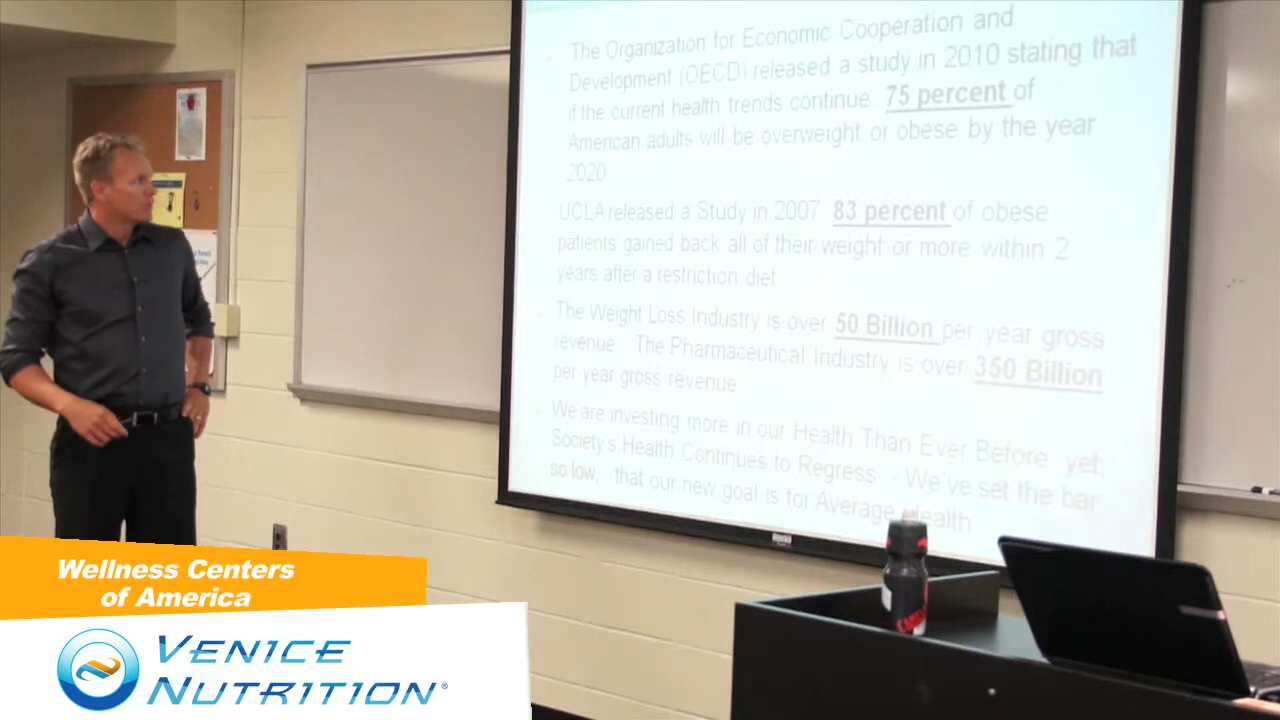 The Organization for Economic Cooperation and
Development (OECD) released a study in 2010 stating that
if the current health trends continue 75 percent of
American adults will be overweight or obese by the year
2020
UCLA released a Study in 2007 83 percent of obese
patients gained back all of their weight or more within 2
years after a restriction diet
The Weight Loss Industry is over 50 Billion per year gross
revenue The Pharmaceutical Industry is over 350 Billion
per year gross revenue
We are investing more in our Health Than Ever Before, yet,
Society's Health Continues to Regress - We've set the bar
so low, that our new goal is for Average Health
Wellness Centers
of America
VENICE
NUTRITION®